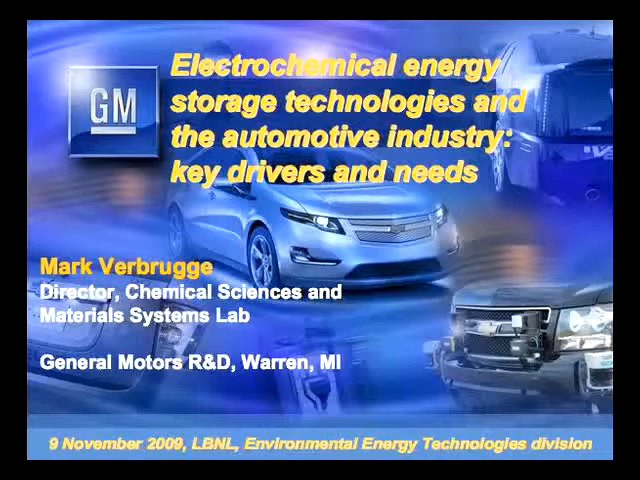 GM
Electrochemical energy
storage technologies and
the automotive industry:
key drivers and needs
Mark Verbrugge
Director, Chemical Sciences and
Materials Systems Lab
General Motors R&D, Warren, MI
9 November 2009, LBNL, Environmental Energy Technologies division